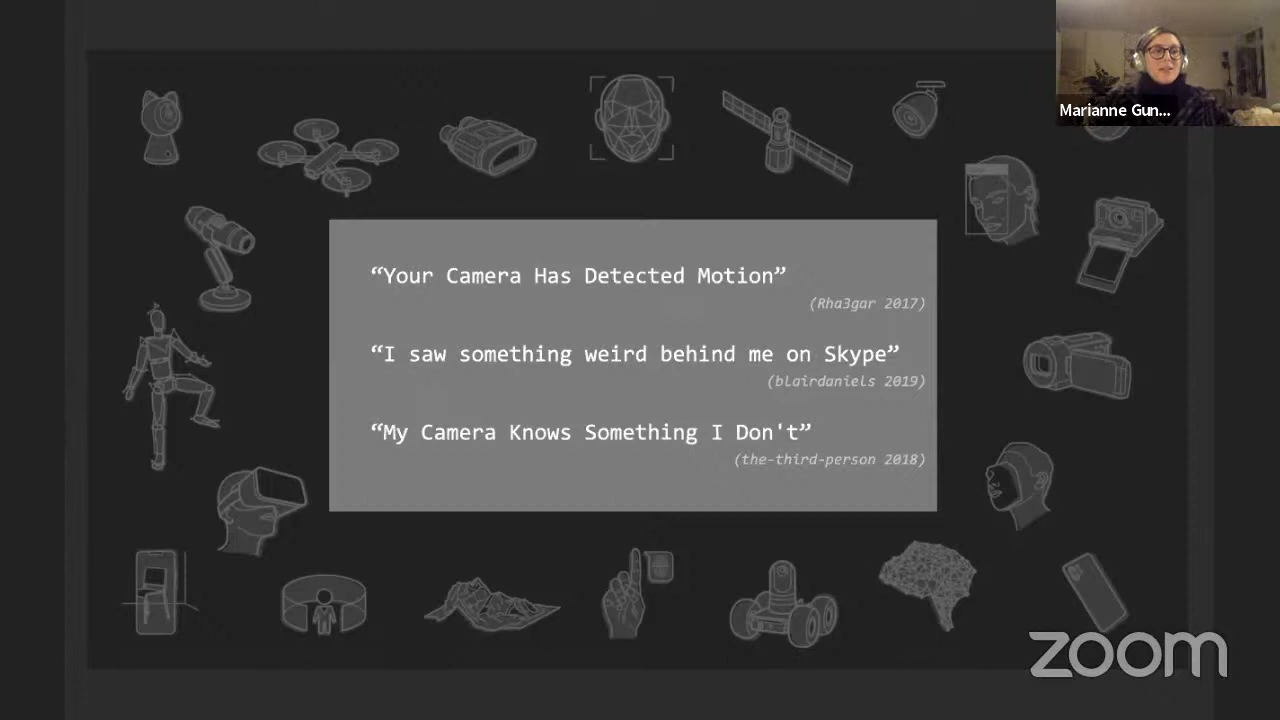 Marianne Gun...
“Your Camera Has Detected Motion”
(Rha3gar 2017)
“I saw something weird behind me on Skype”
(blairdaniels 2019)
“My Camera Knows Something I Don't”
(the-third-person 2018)
zoom